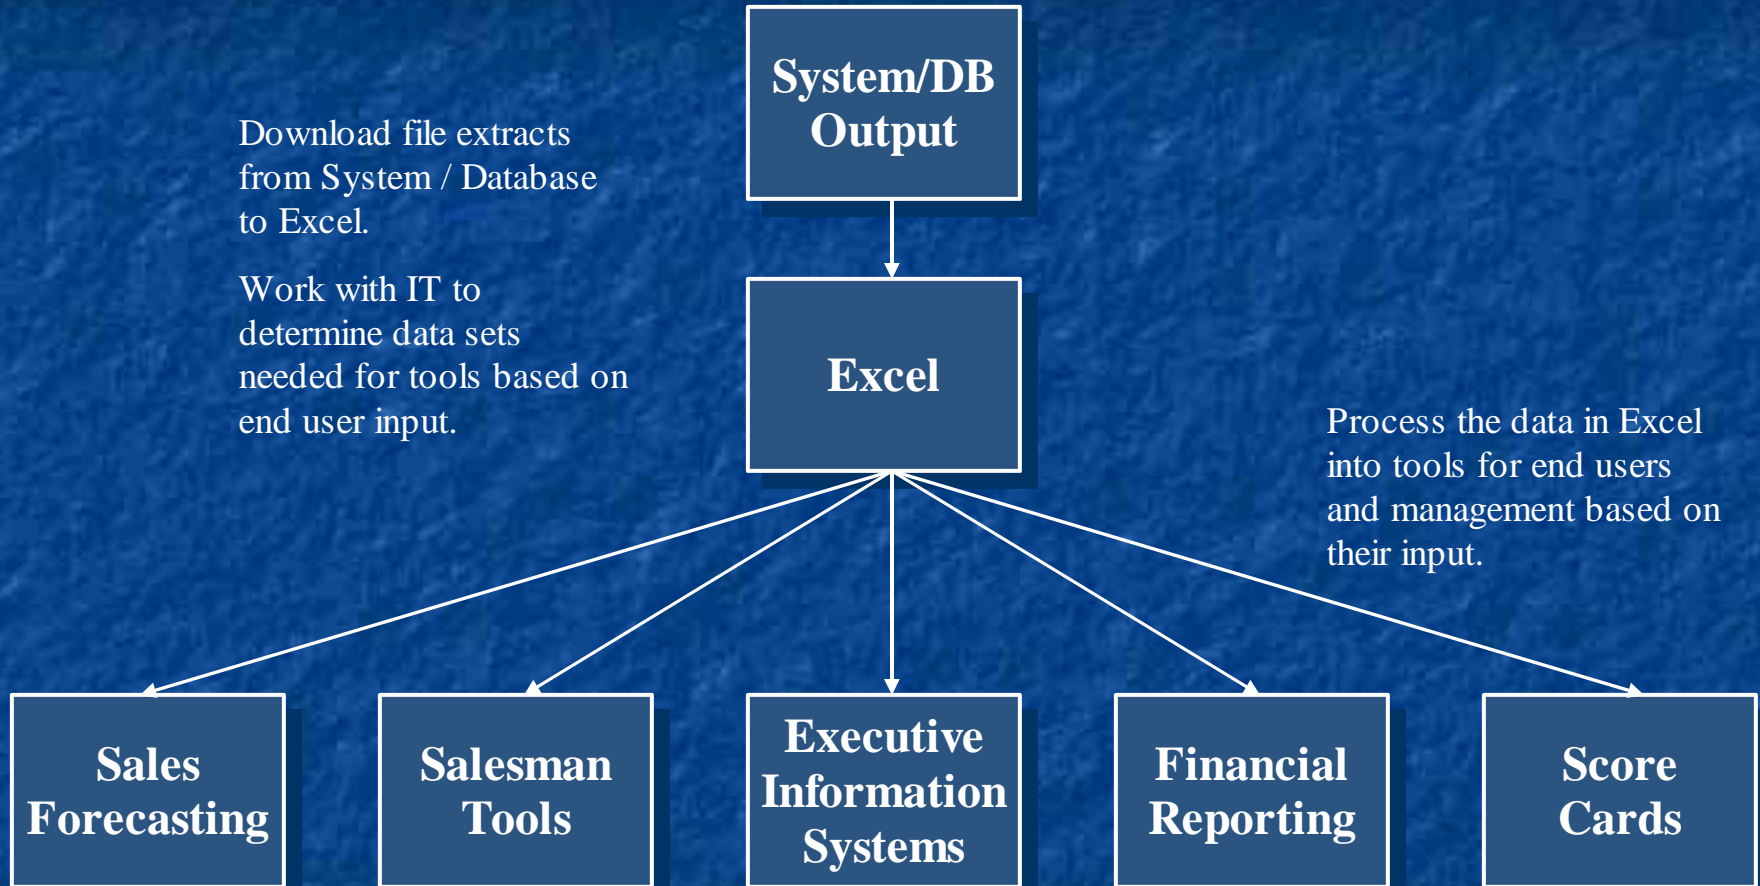 System/DB
Output
Download file extracts
from System / Database
to Excel.
Work with IT to
determine data sets
needed for tools based on
end user input.
Excel
Process the data in Excel
into tools for end users
and management based on
their input.
Sales
Forecasting
Salesman
Tools
Executive
Information
Systems
Financial
Reporting
Score
Cards